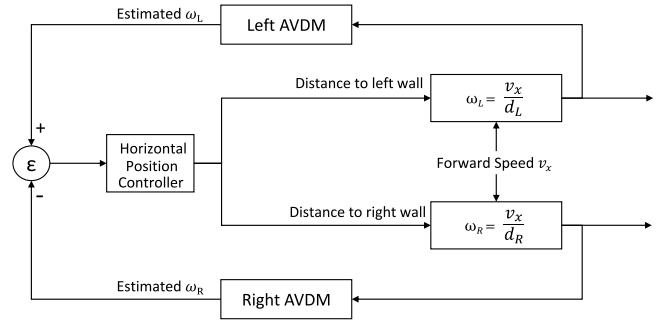 Estimated ω_L
Left AVDM
Distance to left wall
ω_L = v_x / d_L
+
ε
-
Horizontal
Position
Controller
Forward Speed v_x
Distance to right wall
ω_R = v_x / d_R
Estimated ω_R
Right AVDM